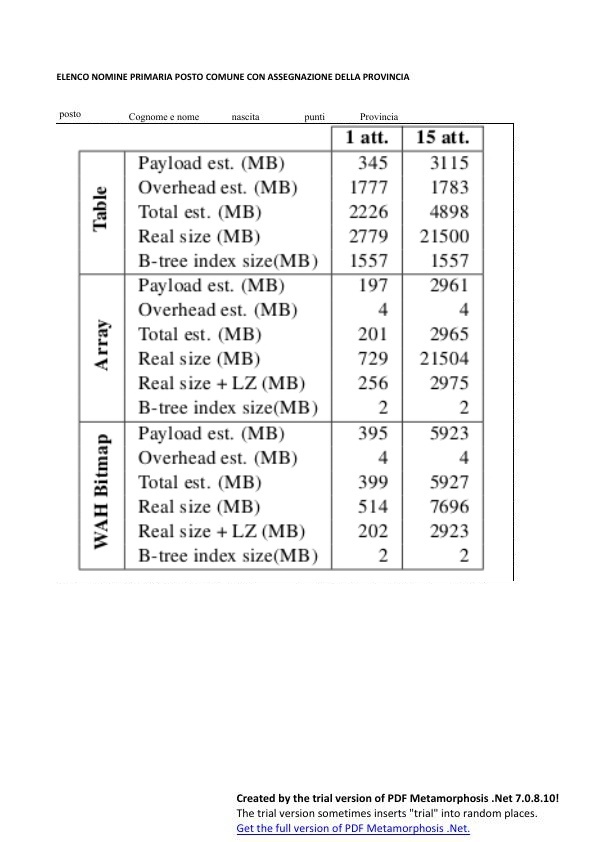 ELENCO NOMINE PRIMARIA POSTO COMUNE CON ASSEGNAZIONE DELLA PROVINCIA
posto Cognome e nome nascita punti Provincia
1 att. 15 att.
Table
Payload est. (MB) 345 3115
Overhead est. (MB) 1777 1783
Total est. (MB) 2226 4898
Real size (MB) 2779 21500
B-tree index size(MB) 1557 1557
Array
Payload est. (MB) 197 2961
Overhead est. (MB) 4 4
Total est. (MB) 201 2965
Real size (MB) 729 21504
Real size + LZ (MB) 256 2975
B-tree index size(MB) 2 2
WAH Bitmap
Payload est. (MB) 395 5923
Overhead est. (MB) 4 4
Total est. (MB) 399 5927
Real size (MB) 514 7696
Real size + LZ (MB) 202 2923
B-tree index size(MB) 2 2
Created by the trial version of PDF Metamorphosis .Net 7.0.8.10!
The trial version sometimes inserts "trial" into random places.
Get the full version of PDF Metamorphosis .Net.